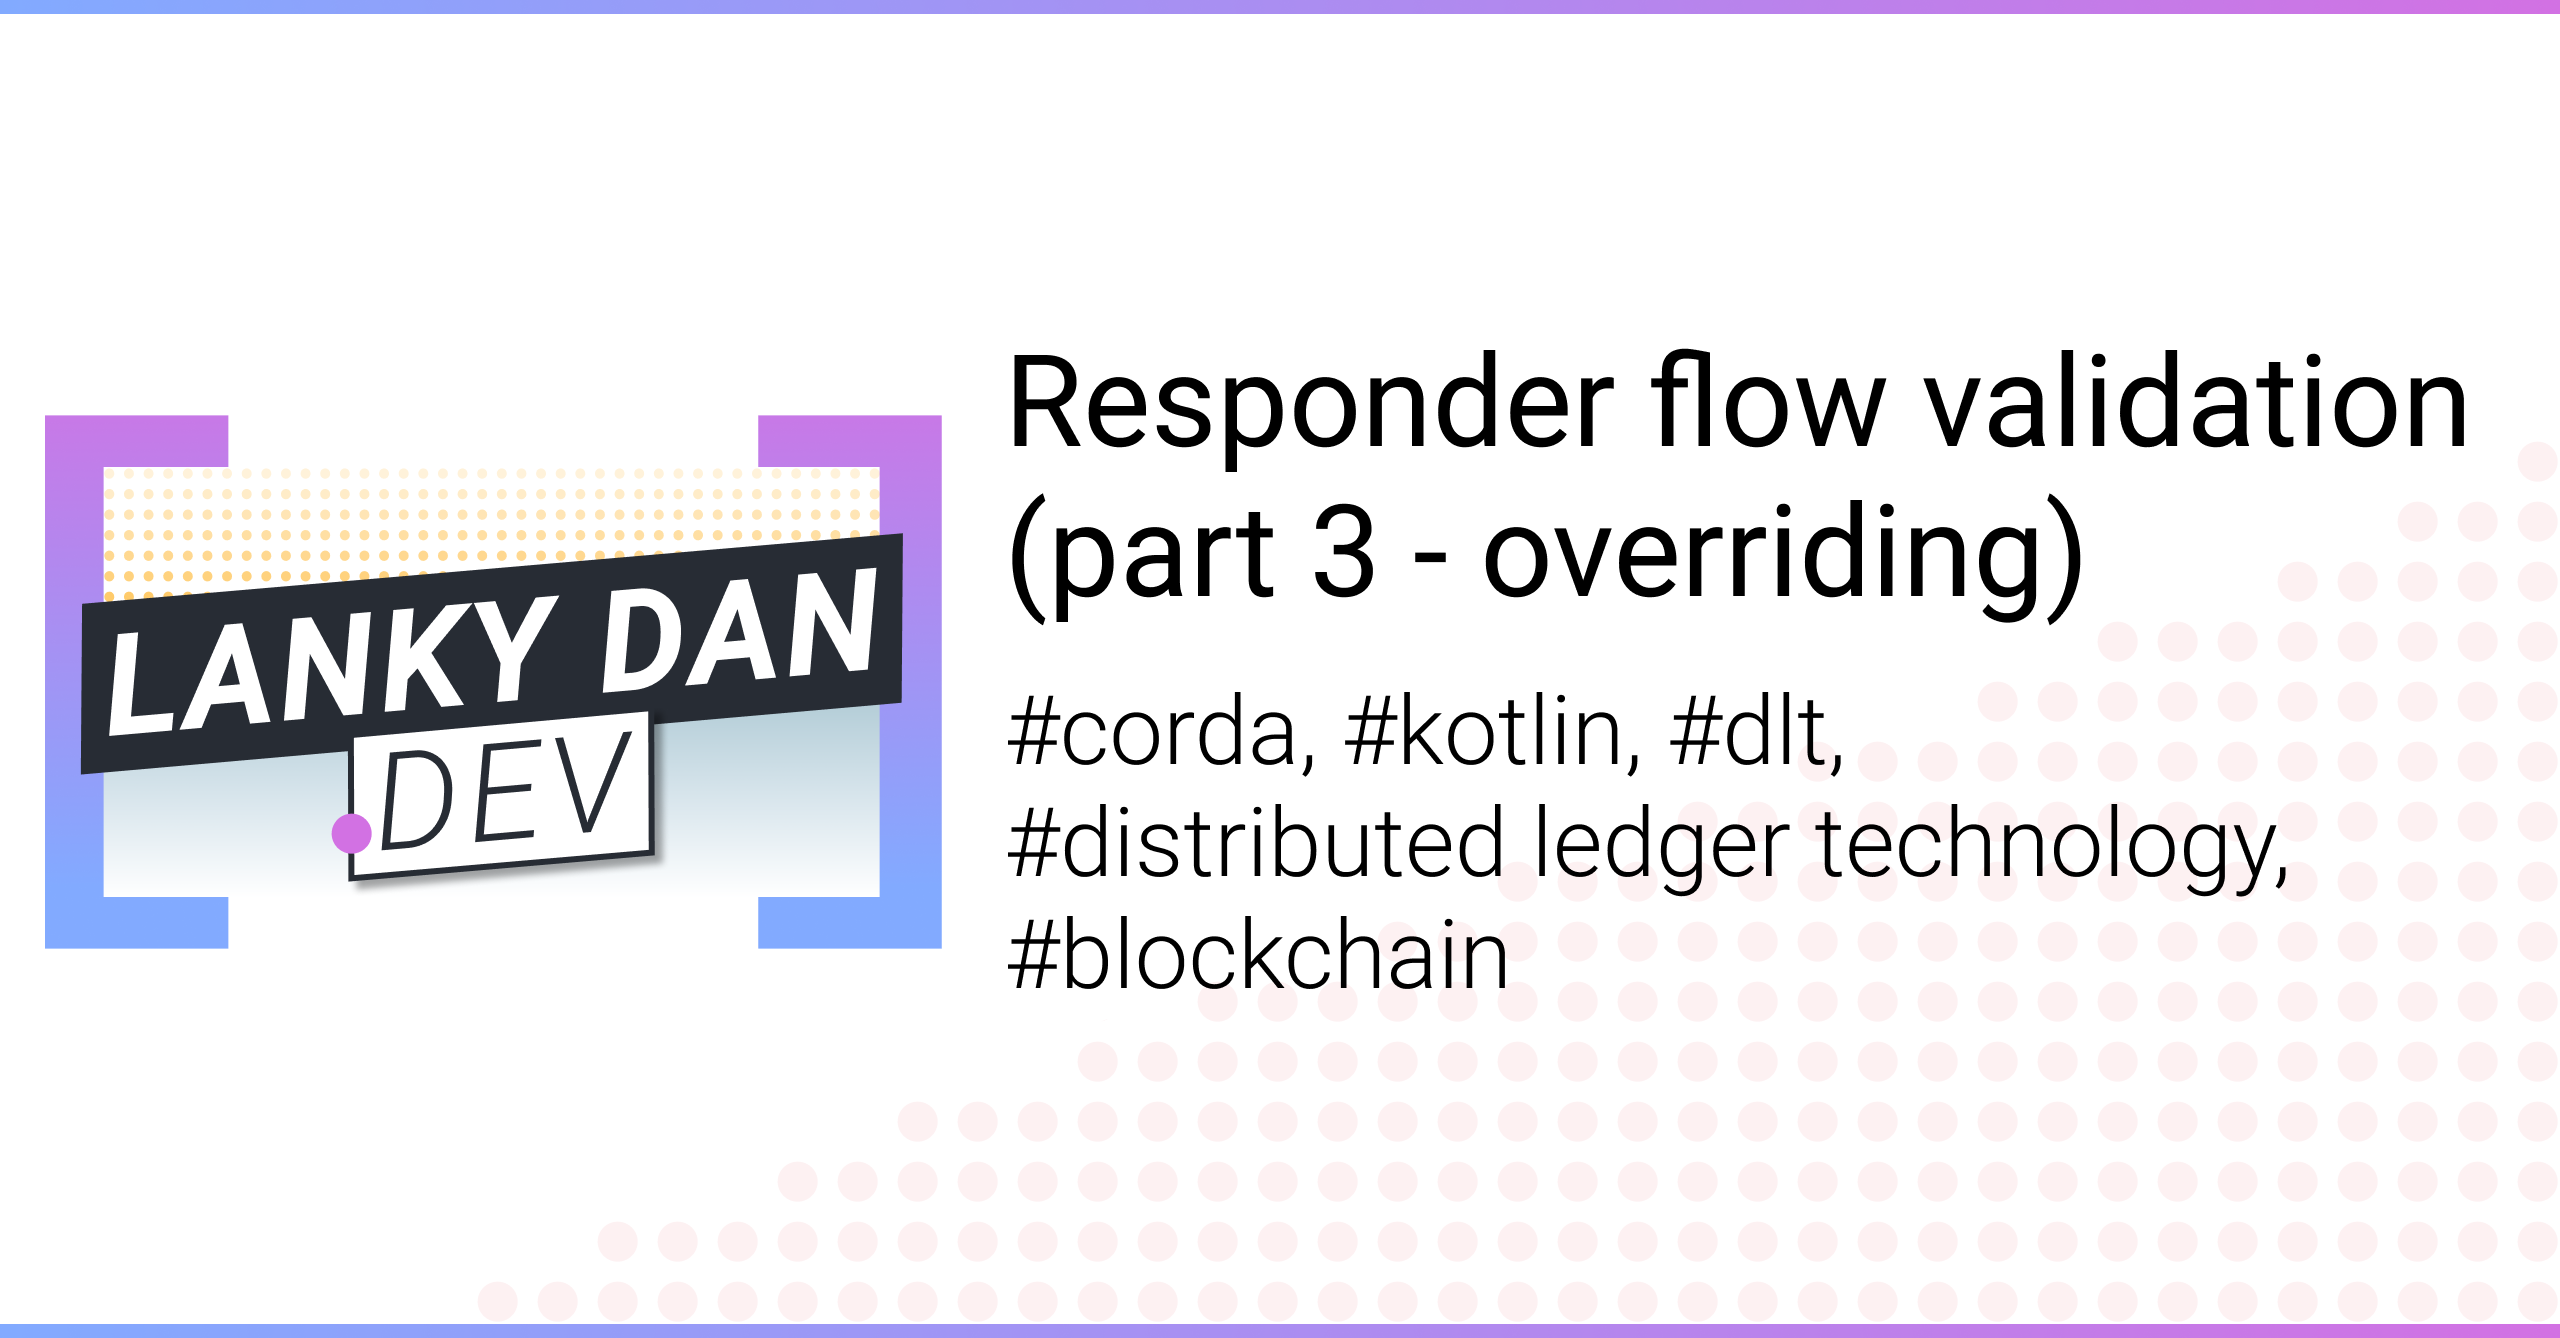 LANKY DAN
.DEV
Responder flow validation
(part 3 - overriding)
#corda, #kotlin, #dlt,
#distributed ledger technology,
#blockchain